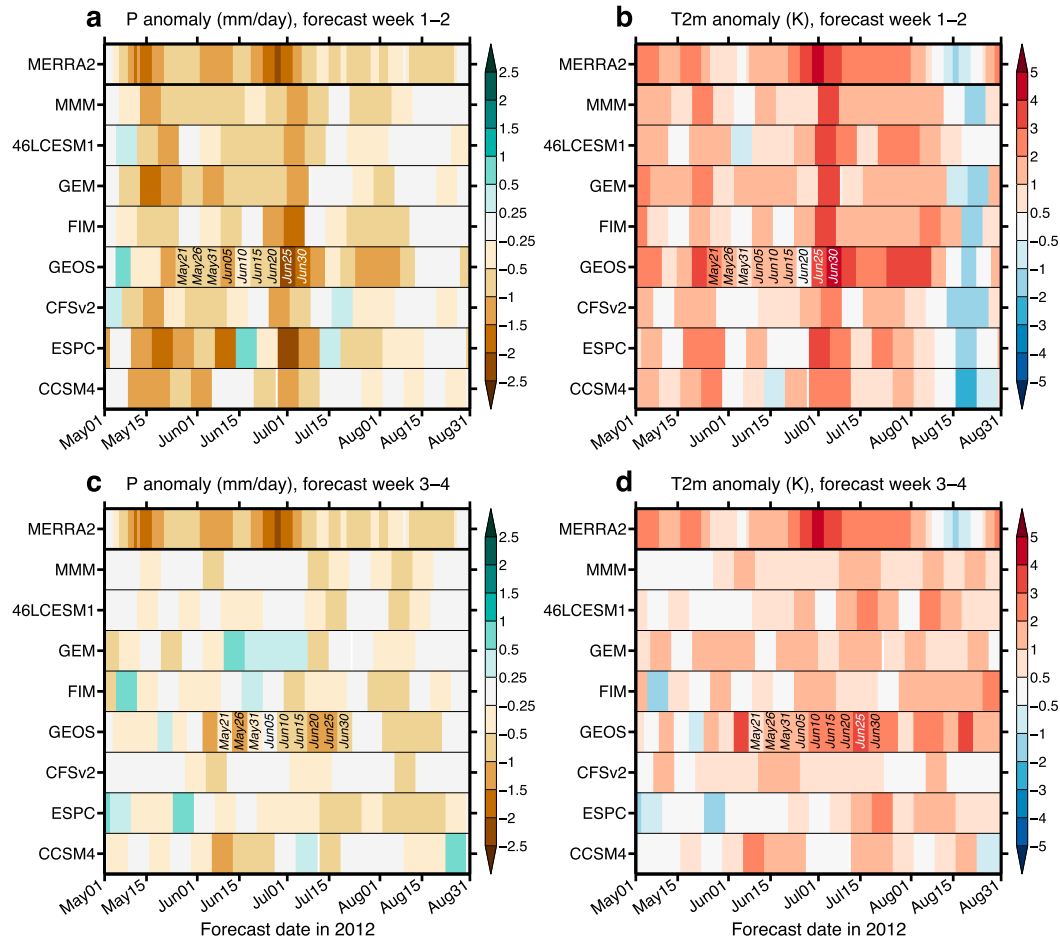 a P anomaly (mm/day), forecast week 1–2
MERRA2
MMM
46LCESM1
GEM
FIM
GEOS
CFSv2
ESPC
CCSM4
May21
May26
May31
Jun05
Jun10
Jun15
Jun20
Jun25
Jun30
2.5
2
1.5
1
0.5
0.25
−0.25
−0.5
−1
−1.5
−2
−2.5
May01
May15
Jun01
Jun15
Jul01
Jul15
Aug01
Aug15
Aug31
b T2m anomaly (K), forecast week 1–2
MERRA2
MMM
46LCESM1
GEM
FIM
GEOS
CFSv2
ESPC
CCSM4
May21
May26
May31
Jun05
Jun10
Jun15
Jun20
Jun25
Jun30
5
4
3
2
1
0.5
−0.5
−1
−2
−3
−4
−5
May01
May15
Jun01
Jun15
Jul01
Jul15
Aug01
Aug15
Aug31
c P anomaly (mm/day), forecast week 3–4
MERRA2
MMM
46LCESM1
GEM
FIM
GEOS
CFSv2
ESPC
CCSM4
May21
May26
May31
Jun05
Jun10
Jun15
Jun20
Jun25
Jun30
2.5
2
1.5
1
0.5
0.25
−0.25
−0.5
−1
−1.5
−2
−2.5
May01
May15
Jun01
Jun15
Jul01
Jul15
Aug01
Aug15
Aug31
Forecast date in 2012
d T2m anomaly (K), forecast week 3–4
MERRA2
MMM
46LCESM1
GEM
FIM
GEOS
CFSv2
ESPC
CCSM4
May21
May26
May31
Jun05
Jun10
Jun15
Jun20
Jun25
Jun30
5
4
3
2
1
0.5
−0.5
−1
−2
−3
−4
−5
May01
May15
Jun01
Jun15
Jul01
Jul15
Aug01
Aug15
Aug31
Forecast date in 2012